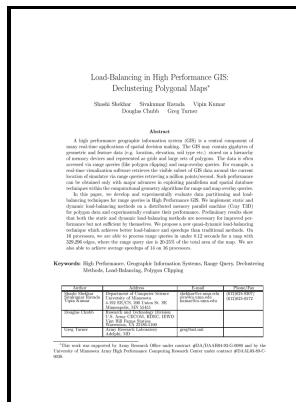 Load-Balancing in High Performance GIS:
Declustering Polygonal Maps*
Shashi Shekhar Sivakumar Ravada Vipin Kumar
Douglas Chubb Greg Turner
Abstract
A high performance geographic information system (GIS) is a central component of
many real-time applications of spatial decision making. The GIS may contain gigabytes of
geometric and feature data (e.g. location, elevation, soil type etc.) stored on a hierarchy
of memory devices and represented as grids and large sets of polygons. The data is often
accessed via range queries (like polygon clipping) and map-overlay queries. For example, a
real-time visualization software retrieves the visible subset of GIS data around the current
location of simulator via range queries retrieving a million points/second. Such performance
can be obtained only with major advances in exploiting parallelism and spatial database
techniques within the computational geometry algorithms for range and map overlay queries.
In this paper, we develop and experimentally evaluate data partitioning and load-
balancing techniques for range queries in High Performance GIS. We implement static and
dynamic load-balancing methods on a distributed memory parallel machine (Cray T3D)
for polygon data and experimentally evaluate their performance. Preliminary results show
that both the static and dynamic load-balancing methods are necessary for improved perfor-
mance but not sufficient by themselves. We propose a new quasi-dynamic load-balancing
technique which achieves better load-balance and speedups than traditional methods. On
16 processors, we are able to process range queries in under 0.12 seconds for a map with
329,296 edges, where the range query size is 20-25% of the total area of the map. We are
also able to achieve average speedups of 14 on 16 processors.
Keywords: High Performance, Geographic Information Systems, Range Query, Declustering
Methods, Load-Balancing, Polygon Clipping
Author Address E-mail Phone/Fax
Shashi Shekhar Department of Computer Science
Sivakumar Ravada University of Minnesota
Vipin Kumar 4-192 EE/CS, 200 Union St. SE
Minneapolis, MN 55455
Douglas Chubb Research and Technology Division
U.S. Army CECOM, RDEC, IEWD
Vint Hill Farms Station
Warrenton, VA
Greg Turner Army Research Laboratory
Adelphi, MD
*This work was supported by Army Research Office under contract and by the
University of Minnesota Army High Performance Computing Research Center under contract